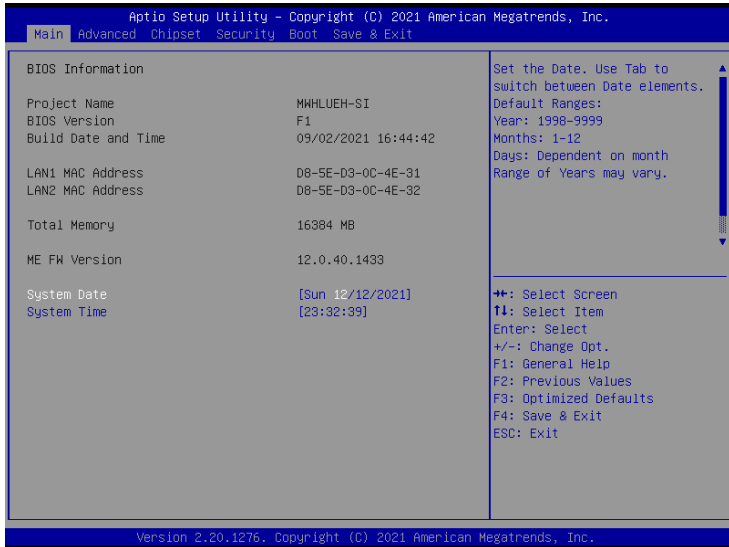 Aptio Setup Utility – Copyright (C) 2021 American Megatrends, Inc.
Main Advanced Chipset Security Boot Save & Exit
BIOS Information
Project Name MWHLUEH-SI
BIOS Version F1
Build Date and Time 09/02/2021 16:44:42
LAN1 MAC Address D8-5E-D3-0C-4E-31
LAN2 MAC Address D8-5E-D3-0C-4E-32
Total Memory 16384 MB
ME FW Version 12.0.40.1433
System Date [Sun 12/12/2021]
System Time [23:32:39]
Set the Date. Use Tab to
switch between Date elements.
Default Ranges:
Year: 1998-9999
Months: 1-12
Days: Dependent on month
Range of Years may vary.
→←: Select Screen
↑↓: Select Item
Enter: Select
+/-: Change Opt.
F1: General Help
F2: Previous Values
F3: Optimized Defaults
F4: Save & Exit
ESC: Exit
Version 2.20.1276. Copyright (C) 2021 American Megatrends, Inc.